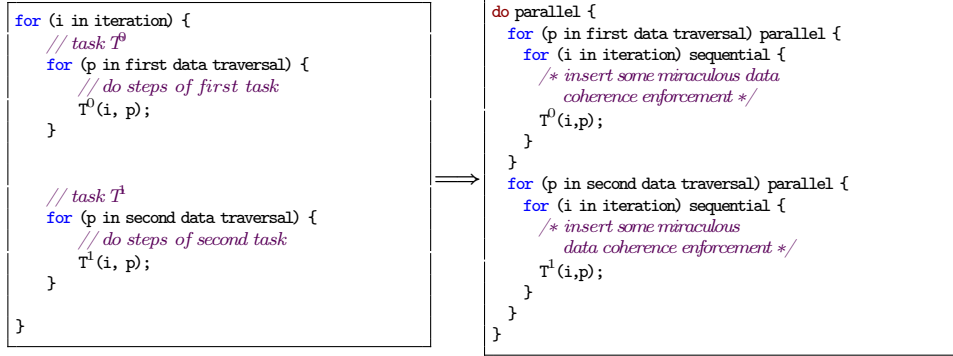 for (i in iteration) {
// task T⁰
for (p in first data traversal) {
// do steps of first task
T⁰(i, p);
}
// task T¹
for (p in second data traversal) {
// do steps of second task
T¹(i, p);
}
}
⟹
do parallel {
for (p in first data traversal) parallel {
for (i in iteration) sequential {
/* insert some miraculous data
coherence enforcement */
T⁰(i,p);
}
}
for (p in second data traversal) parallel {
for (i in iteration) sequential {
/* insert some miraculous
data coherence enforcement */
T¹(i,p);
}
}
}